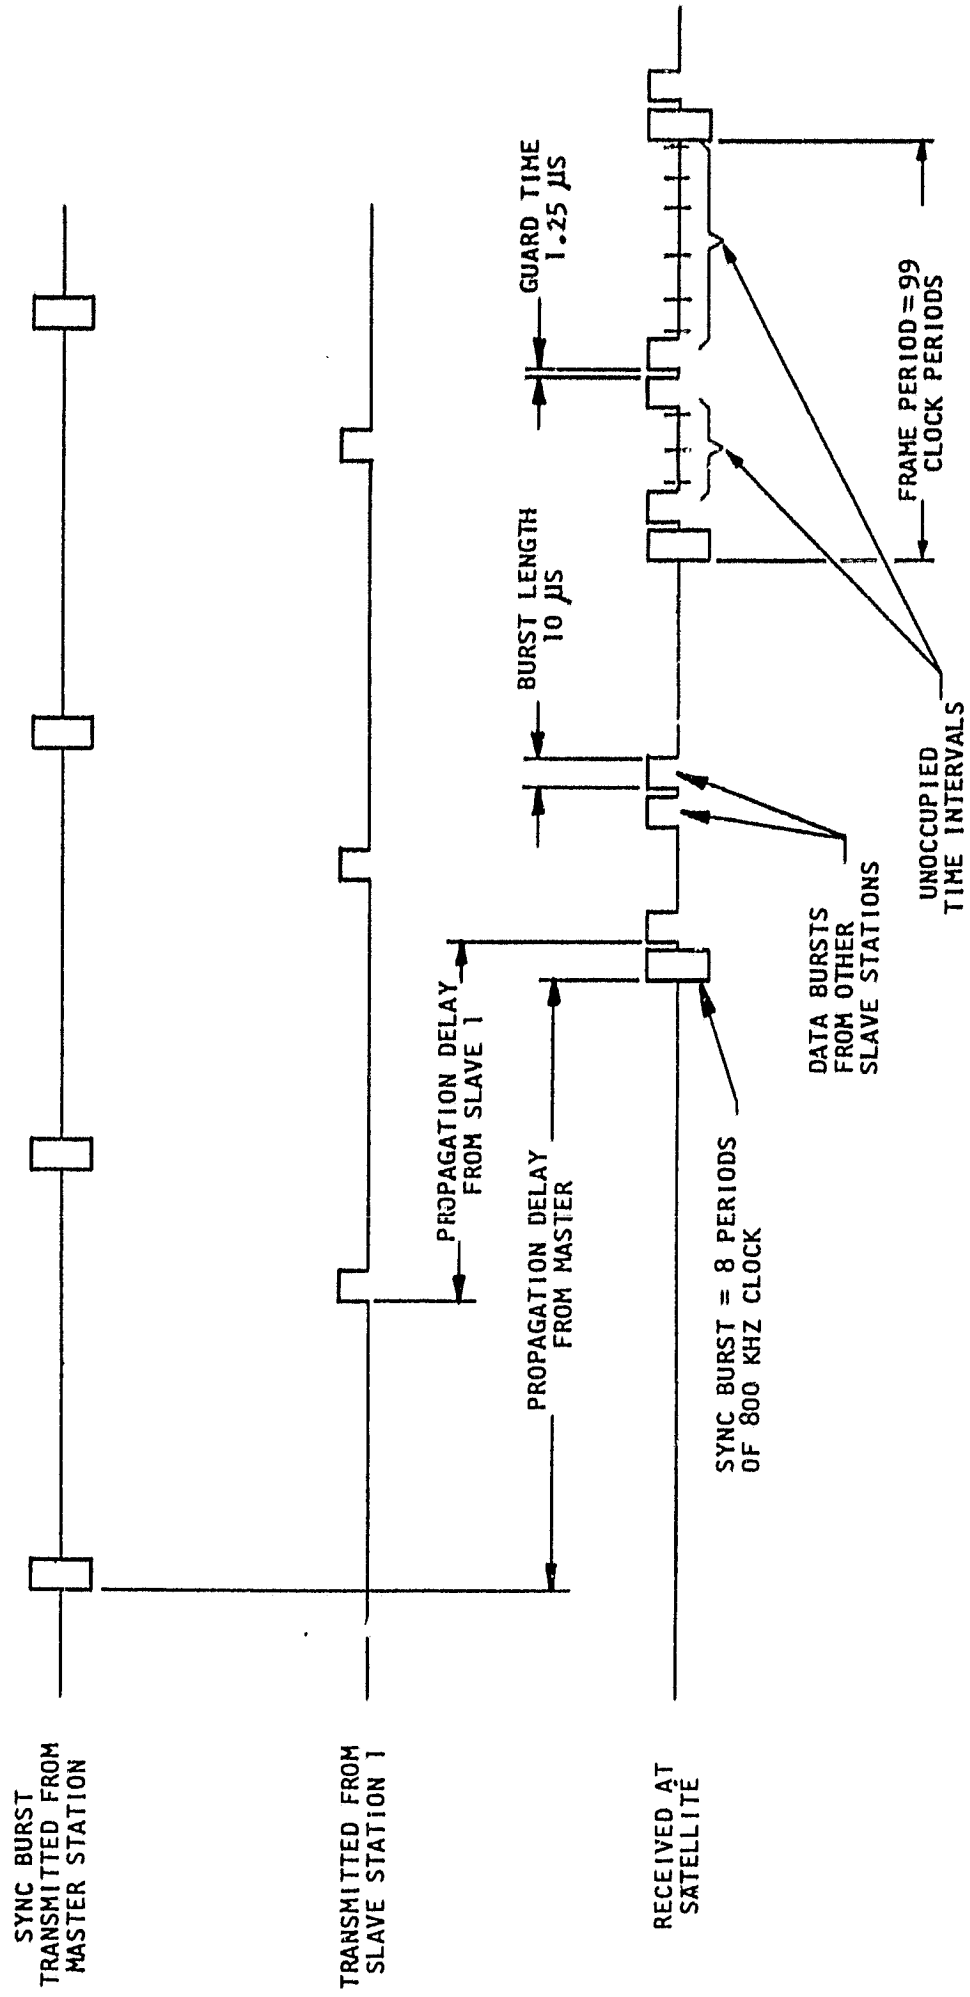 SYNC BURST
TRANSMITTED FROM
MASTER STATION
TRANSMITTED FROM
SLAVE STATION 1
RECEIVED AT
SATELLITE
PROPAGATION DELAY
FROM SLAVE 1
PROPAGATION DELAY
FROM MASTER
BURST LENGTH
10 µS
GUARD TIME
1.25 µS
SYNC BURST = 8 PERIODS
OF 800 KHZ CLOCK
DATA BURSTS
FROM OTHER
SLAVE STATIONS
UNOCCUPIED
TIME INTERVALS
FRAME PERIOD = 99
CLOCK PERIODS